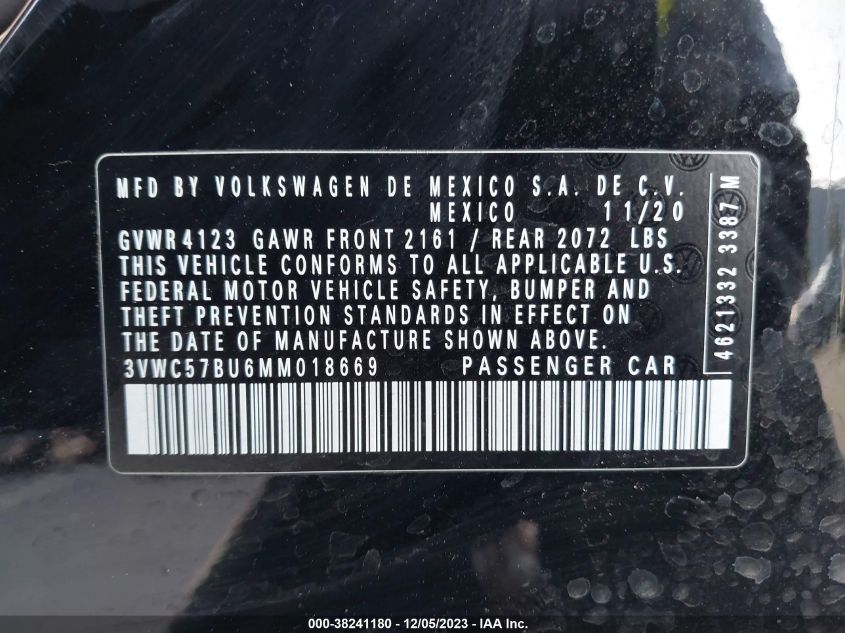 MFD BY VOLKSWAGEN DE MEXICO S.A. DE C.V.
MEXICO 11/20
GVWR 4123 GAWR FRONT 2161 / REAR 2072 LBS
THIS VEHICLE CONFORMS TO ALL APPLICABLE U.S.
FEDERAL MOTOR VEHICLE SAFETY, BUMPER AND
THEFT PREVENTION STANDARDS IN EFFECT ON
THE DATE OF MANUFACTURE SHOWN ABOVE.
3VWC57BU6MM018669 PASSENGER CAR
4621332 3387 M
000-38241180 - 12/05/2023 - IAA Inc.